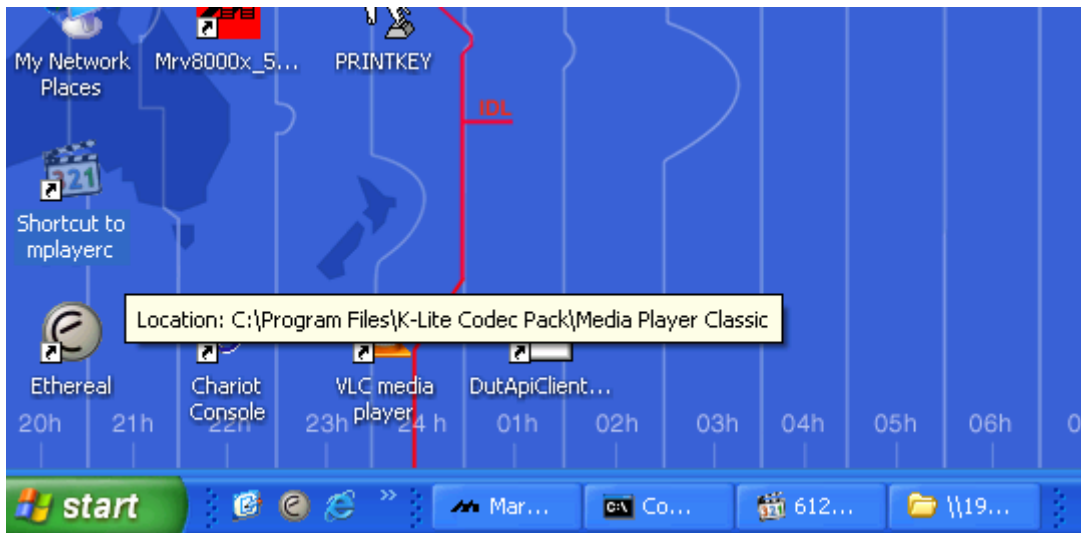 My Network
Places
Mrv8000x_5...
PRINTKEY
IDL
321
Shortcut to
mplayerc
Location: C:\Program Files\K-Lite Codec Pack\Media Player Classic
Ethereal
Chariot
Console
VLC media
player
DutApiClient...
20h 21h 22h 23h 24 h 01h 02h 03h 04h 05h 06h 0
start
Mar...
Co...
612...
\\19...